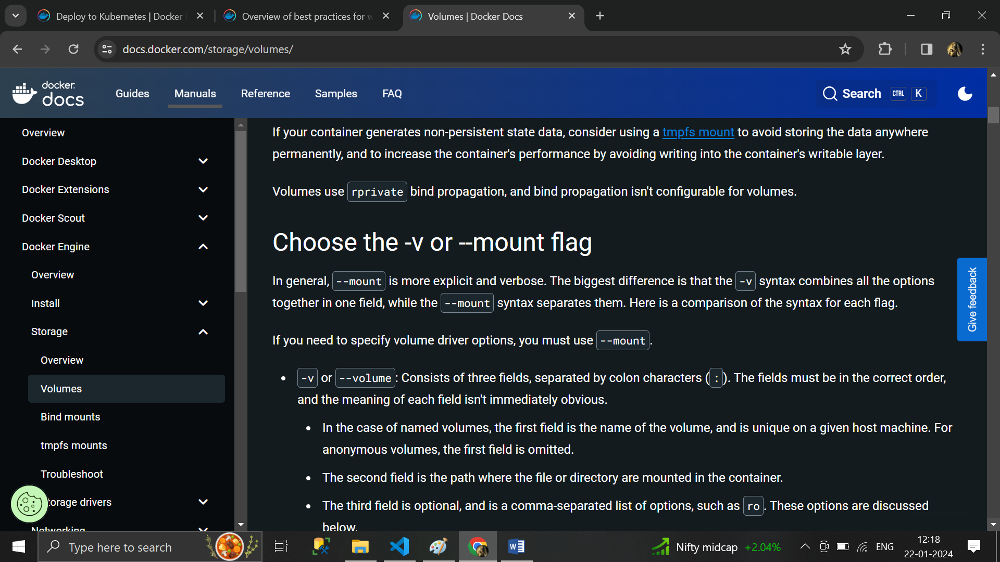 Deploy to Kubernetes | Docker
Overview of best practices for w
Volumes | Docker Docs
docs.docker.com/storage/volumes/
docker
docs
Guides
Manuals
Reference
Samples
FAQ
Search
CTRL
K
Overview
Docker Desktop
Docker Extensions
Docker Scout
Docker Engine
Overview
Install
Storage
Overview
Volumes
Bind mounts
tmpfs mounts
Troubleshoot
torage drivers
Networking
If your container generates non-persistent state data, consider using a tmpfs mount to avoid storing the data anywhere
permanently, and to increase the container's performance by avoiding writing into the container's writable layer.
Volumes use rprivate bind propagation, and bind propagation isn't configurable for volumes.
Choose the -v or --mount flag
In general, --mount is more explicit and verbose. The biggest difference is that the -v syntax combines all the options
together in one field, while the --mount syntax separates them. Here is a comparison of the syntax for each flag.
If you need to specify volume driver options, you must use --mount.
• -v or --volume: Consists of three fields, separated by colon characters (:). The fields must be in the correct order,
and the meaning of each field isn't immediately obvious.
• In the case of named volumes, the first field is the name of the volume, and is unique on a given host machine. For
anonymous volumes, the first field is omitted.
• The second field is the path where the file or directory are mounted in the container.
• The third field is optional, and is a comma-separated list of options, such as ro. These options are discussed
below.
Give feedback
Type here to search
Nifty midcap +2.04%
ENG
12:18
22-01-2024